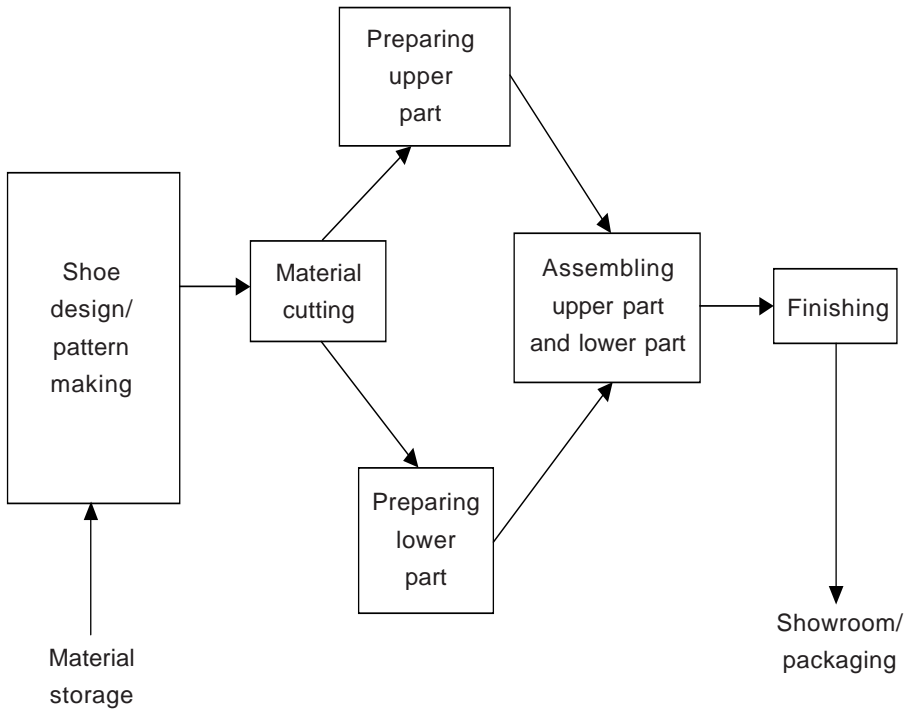 Preparing
upper
part
Shoe
design/
pattern
making
Material
cutting
Assembling
upper part
and lower part
Finishing
Preparing
lower
part
Material
storage
Showroom/
packaging